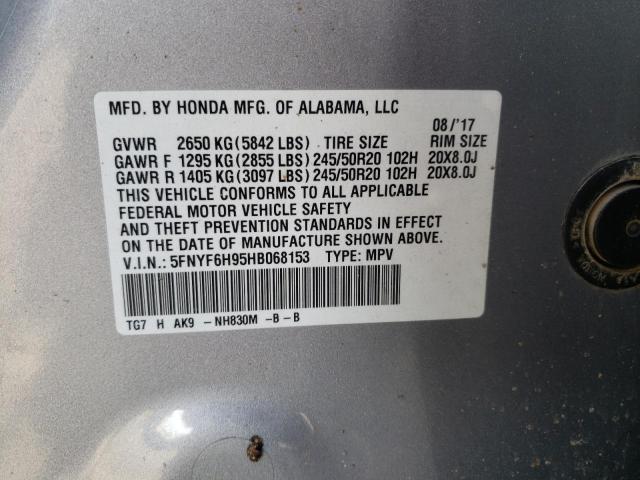 MFD. BY HONDA MFG. OF ALABAMA, LLC
08/'17
GVWR 2650 KG(5842 LBS) TIRE SIZE RIM SIZE
GAWR F 1295 KG(2855 LBS)245/50R20 102H 20X8.0J
GAWR R 1405 KG(3097 LBS)245/50R20 102H 20X8.0J
THIS VEHICLE CONFORMS TO ALL APPLICABLE
FEDERAL MOTOR VEHICLE SAFETY
AND THEFT PREVENTION STANDARDS IN EFFECT
ON THE DATE OF MANUFACTURE SHOWN ABOVE.
V.I.N.: 5FNYF6H95HB068153 TYPE: MPV
TG7 H AK9 -NH830M -B-B